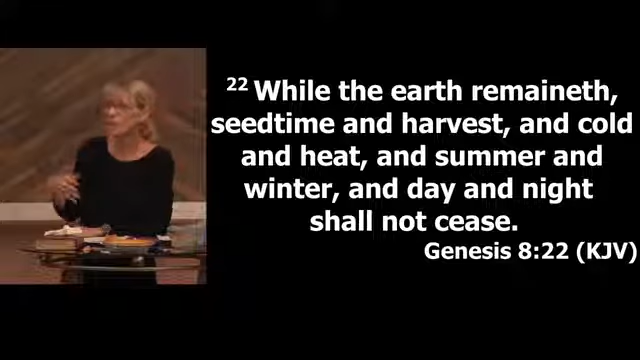 22 While the earth remaineth,
seedtime and harvest, and cold
and heat, and summer and
winter, and day and night
shall not cease.
Genesis 8:22 (KJV)